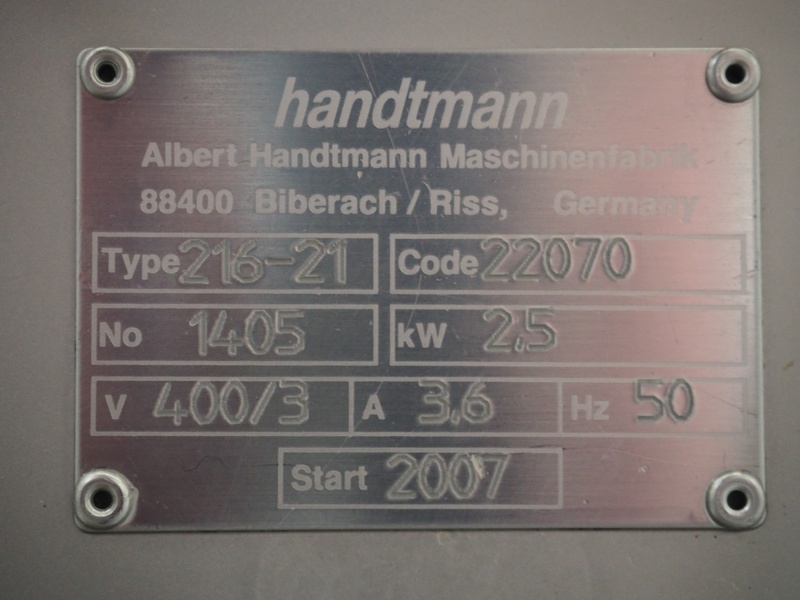 handtmann
Albert Handtmann Maschinenfabrik
88400 Biberach / Riss, Germany
Type 216-21 Code 22070
No 1405 kW 2,5
V 400/3 A 3,6 Hz 50
Start 2007